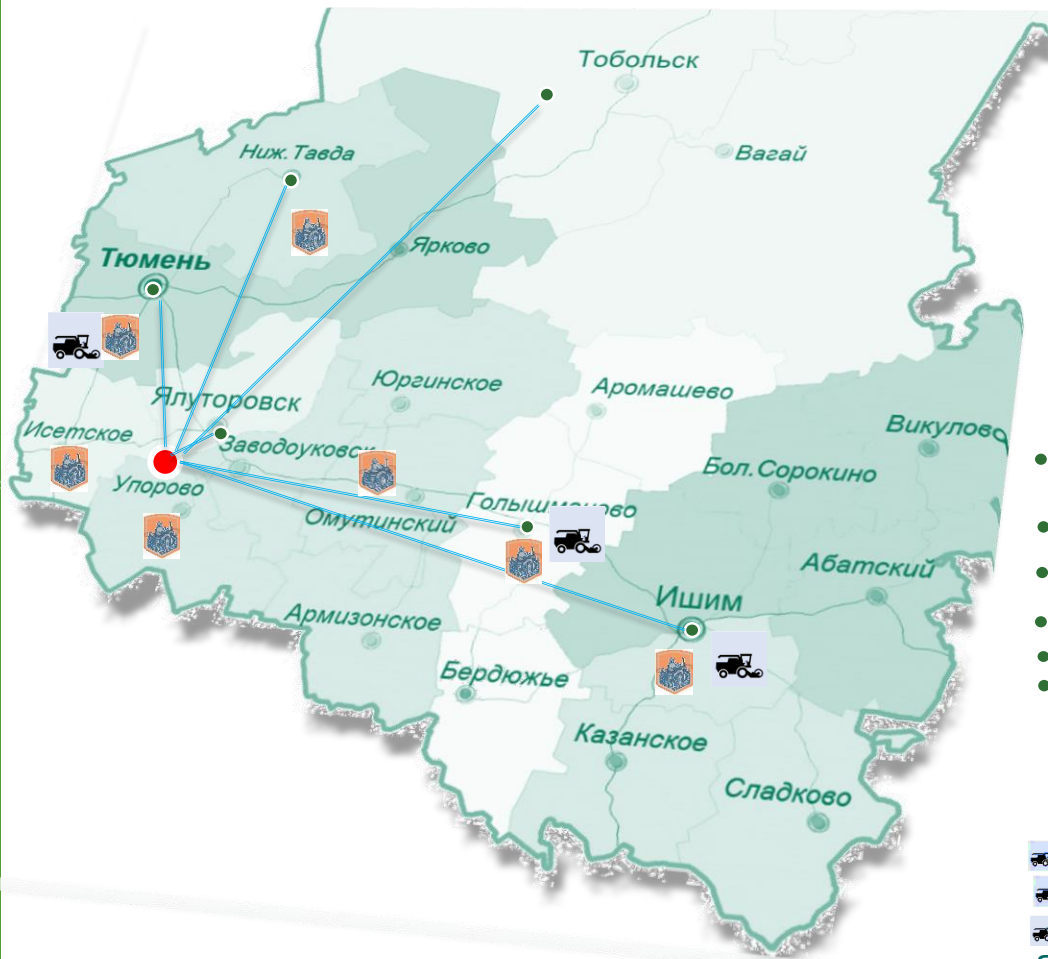 Тобольск
Ниж.Тавда
Вагай
Ярково
Тюмень
Юргинское
Аромашево
Ялуторовск
Исетское
Заводоуковск
Викулово
Бол.Сорокино
Упорово
Голышманово
Омутинский
Абатский
Ишим
Армизонское
Бердюжье
Казанское
Сладково